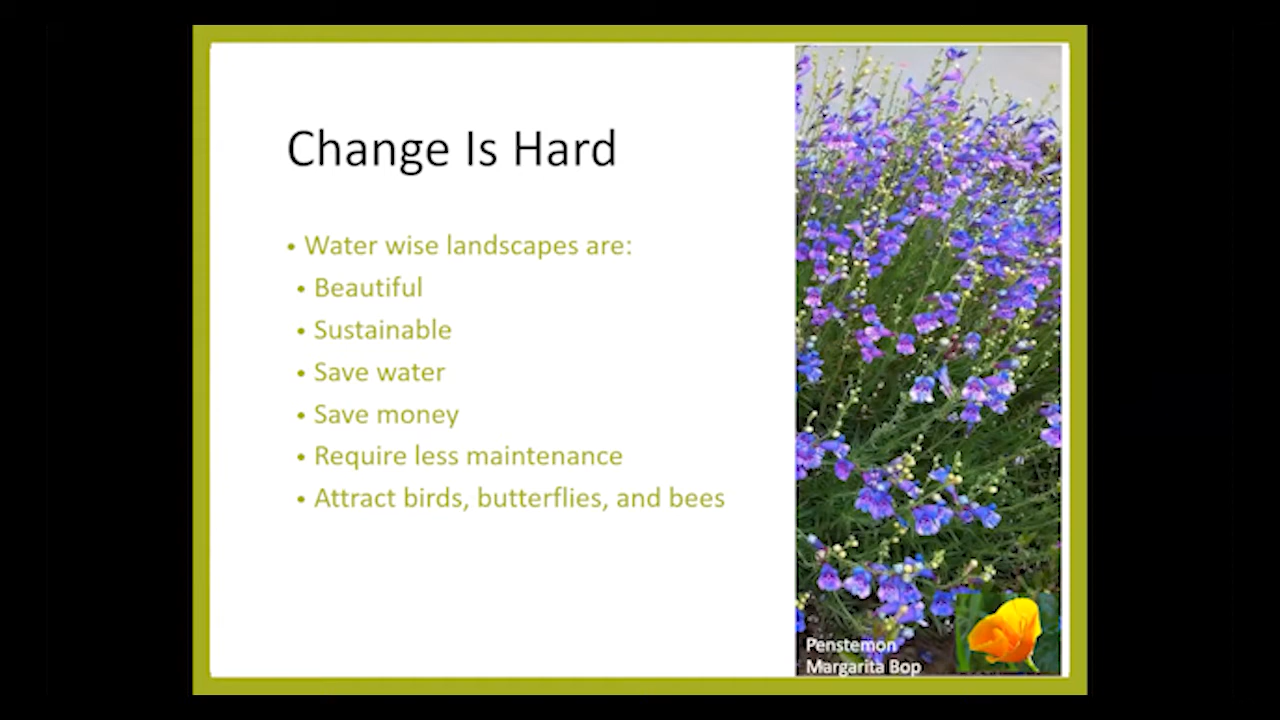 Change Is Hard
• Water wise landscapes are:
• Beautiful
• Sustainable
• Save water
• Save money
• Require less maintenance
• Attract birds, butterflies, and bees
Penstemon
Margarita Bop